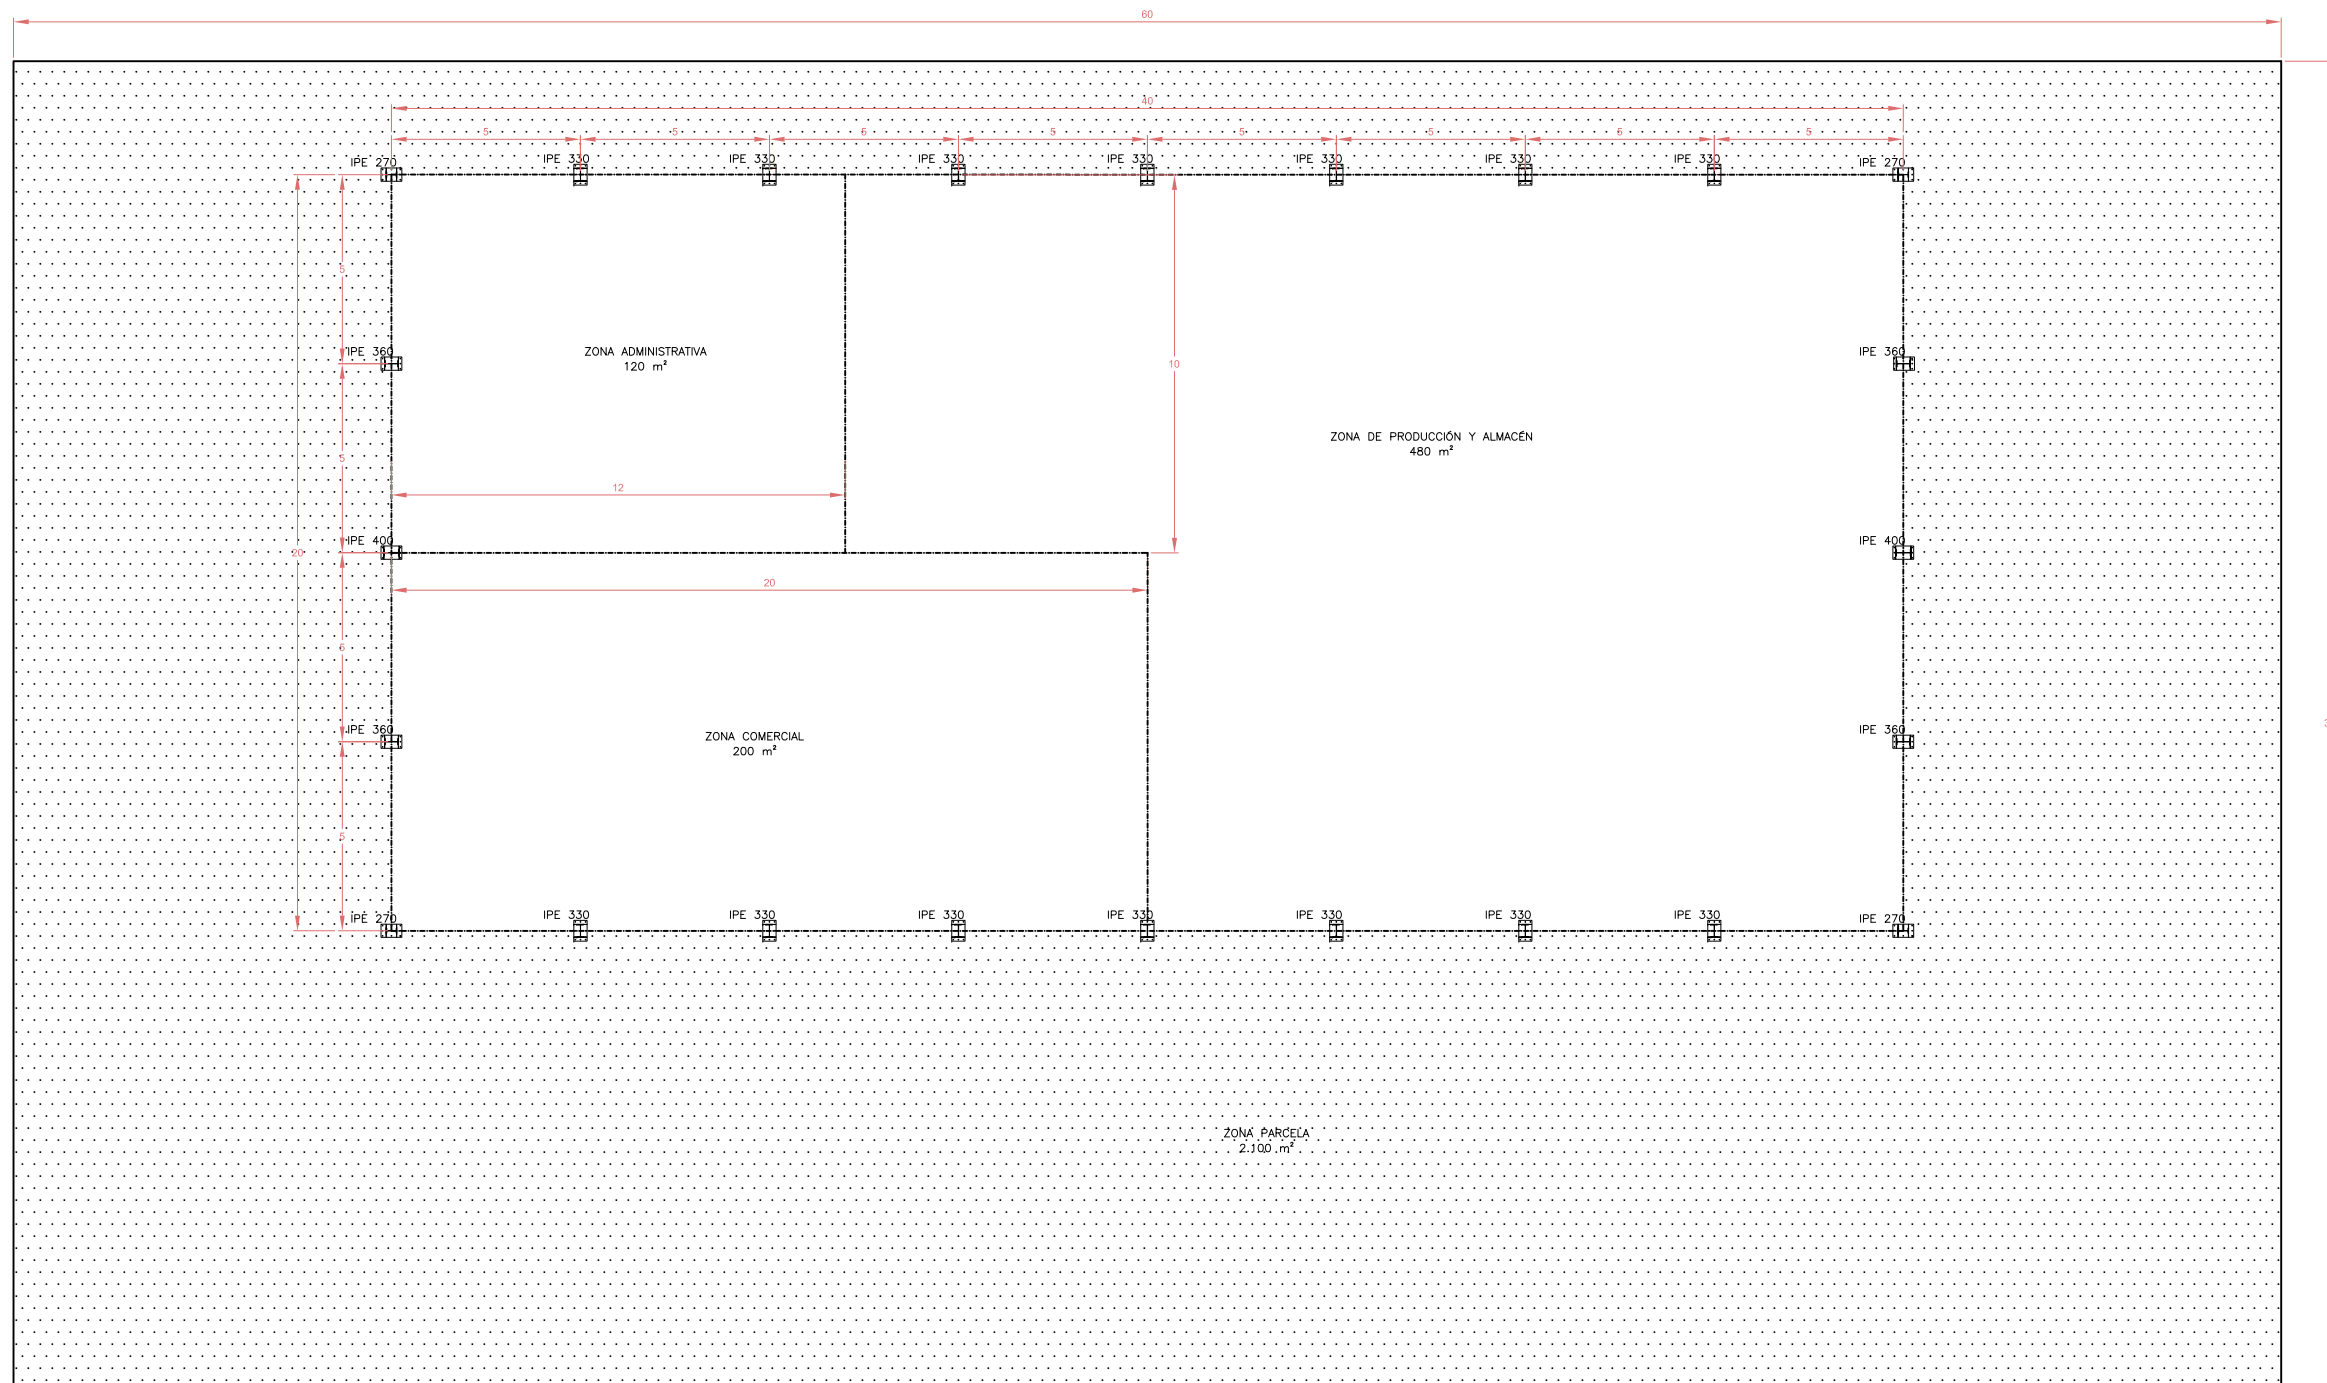 60
40
5 5 5 5 5 5 5 5
IPE 270 IPE 330 IPE 330 IPE 330 IPE 330 IPE 330 IPE 330 IPE 330 IPE 270
5
IPE 360 IPE 360
ZONA ADMINISTRATIVA
120 m²
10
ZONA DE PRODUCCIÓN Y ALMACÉN
480 m²
5
12
IPE 400 IPE 400
20
20
5
IPE 360 IPE 360
ZONA COMERCIAL
200 m²
5
IPE 270 IPE 330 IPE 330 IPE 330 IPE 330 IPE 330 IPE 330 IPE 330 IPE 270
ZONA PARCELA
2.100 m²